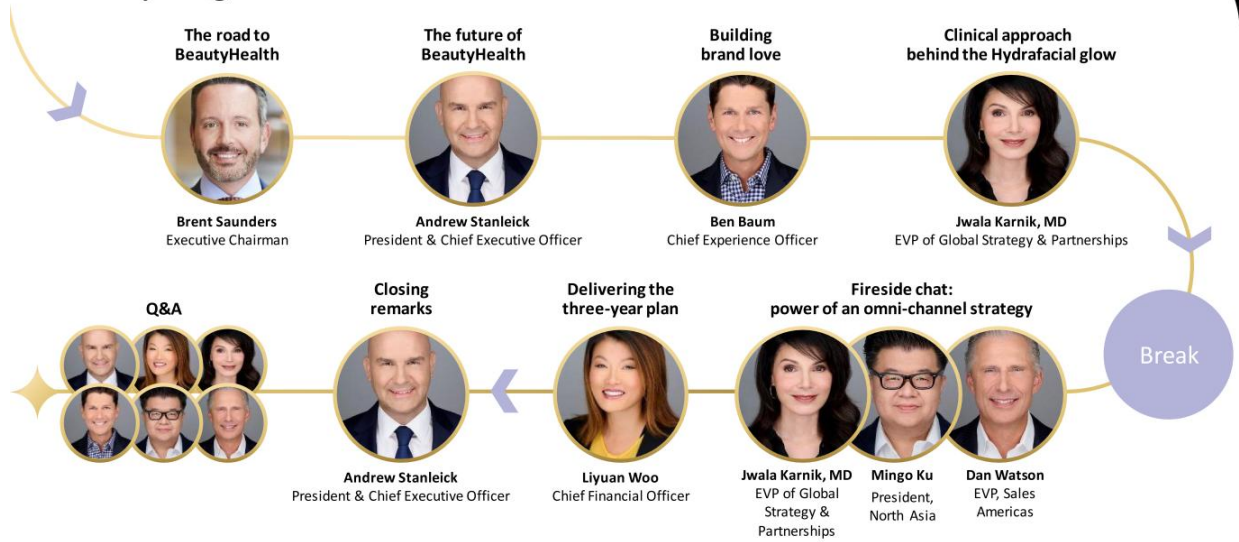 The road to
BeautyHealth
Brent Saunders
Executive Chairman
The future of
BeautyHealth
Andrew Stanleick
President & Chief Executive Officer
Building
brand love
Ben Baum
Chief Experience Officer
Clinical approach
behind the Hydrafacial glow
Jwala Karnik, MD
EVP of Global Strategy & Partnerships
Break
Fireside chat:
power of an omni-channel strategy
Jwala Karnik, MD
EVP of Global
Strategy &
Partnerships
Mingo Ku
President,
North Asia
Dan Watson
EVP, Sales
Americas
Delivering the
three-year plan
Liyuan Woo
Chief Financial Officer
Closing
remarks
Andrew Stanleick
President & Chief Executive Officer
Q&A